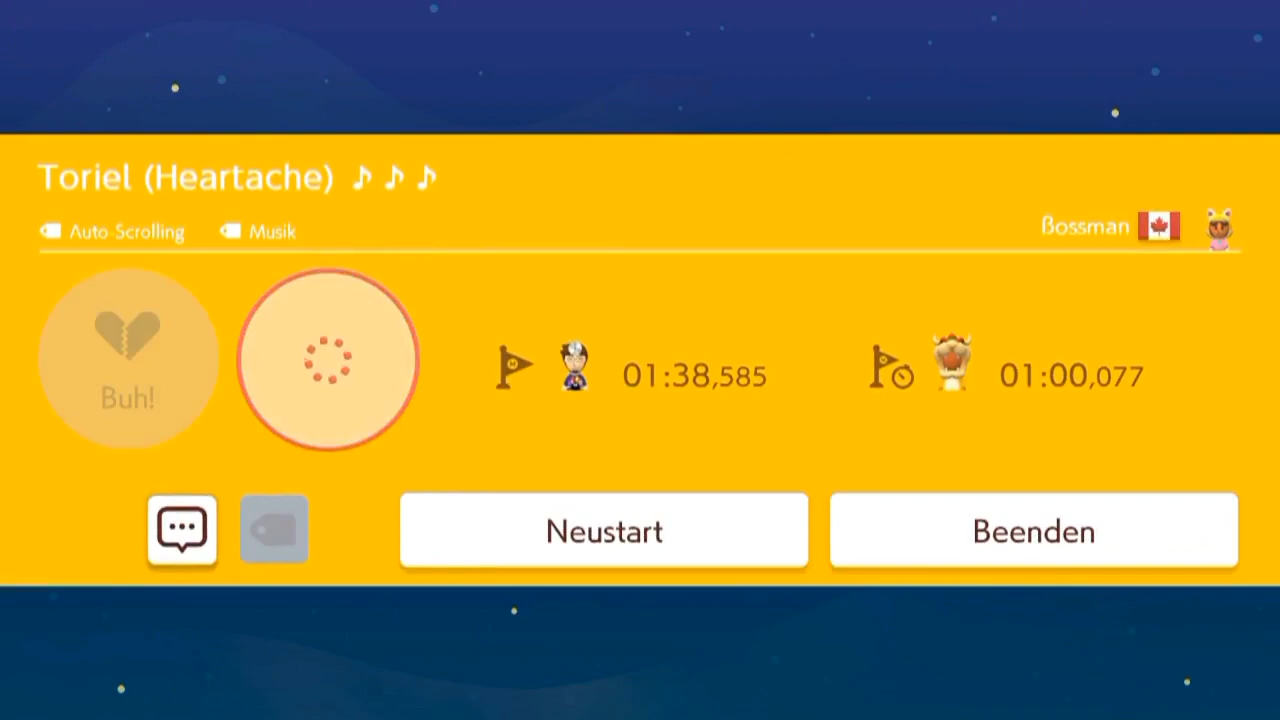 Toriel (Heartache) ♪ ♪ ♪
Auto-Scrolling Musik
Bossman
Buh!
01:38,585
01:00,077
Neustart
Beenden